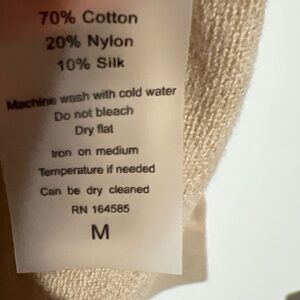 70% Cotton
20% Nylon
10% Silk
Machine wash with cold water
Do not bleach
Dry flat
Iron on medium
Temperature if needed
Can be dry cleaned
RN 164585
M